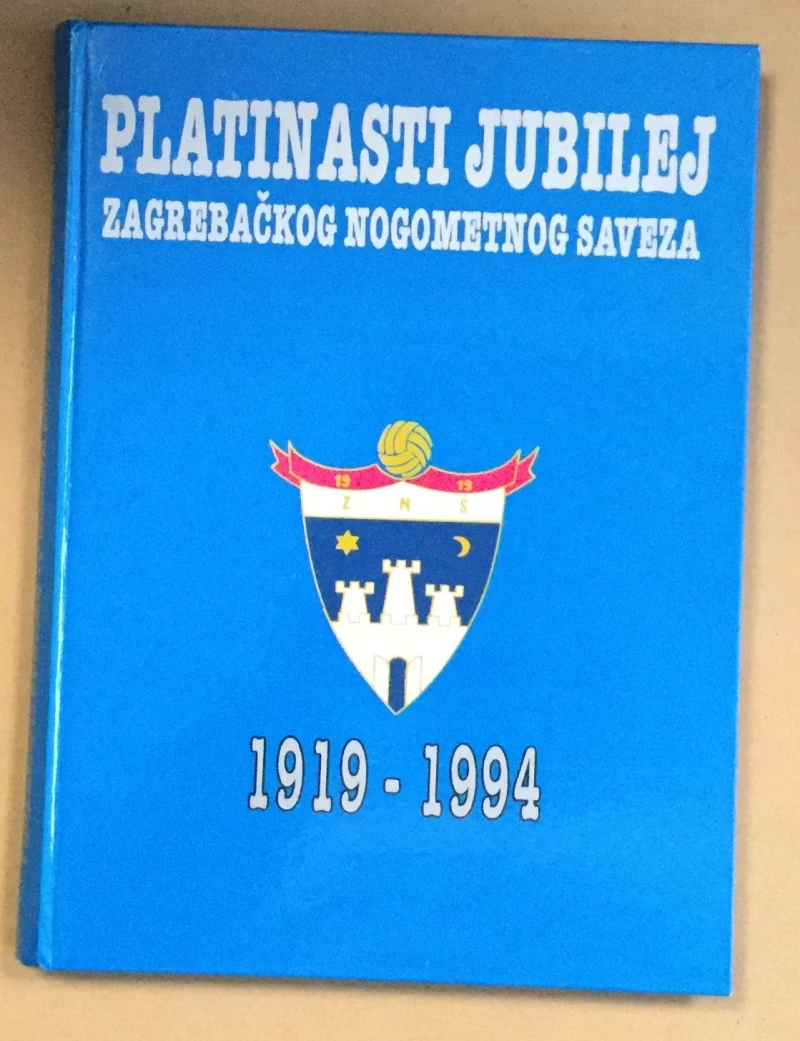 PLATINASTI JUBILEJ
ZAGREBAČKOG NOGOMETNOG SAVEZA
19 19
Z N S
1919 - 1994